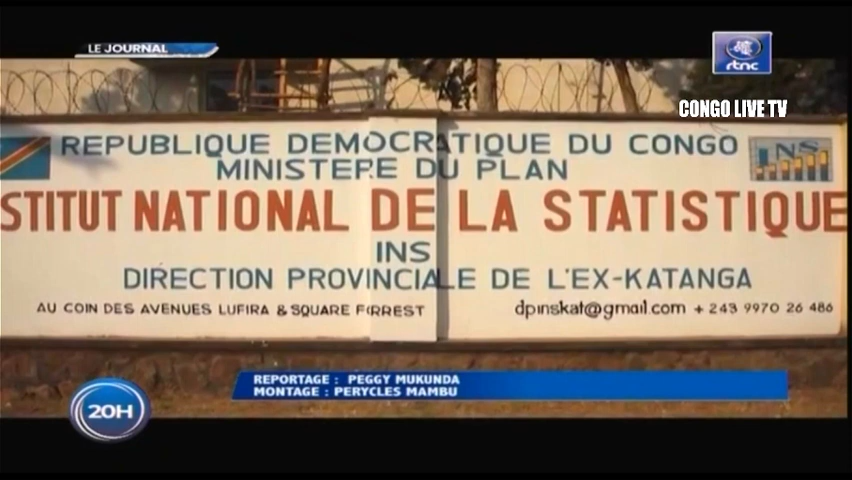 LE JOURNAL
rtnc
CONGO LIVE TV
REPUBLIQUE DEMOCRATIQUE DU CONGO
MINISTERE DU PLAN
INS
STITUT NATIONAL DE LA STATISTIQUE
INS
DIRECTION PROVINCIALE DE L'EX-KATANGA
AU COIN DES AVENUES LUFIRA & SQUARE FORREST
dpinskat@gmail.com + 243 9970 26 486
REPORTAGE : PEGGY MUKUNDA
MONTAGE : PERYCLES MAMBU
20H